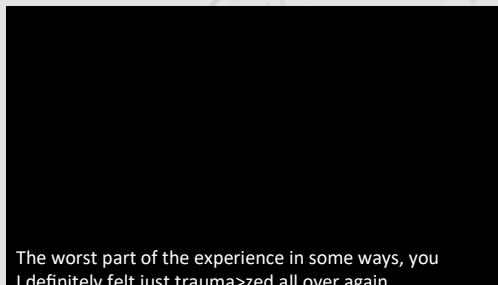 The worst part of the experience in some ways, you
I definitely felt just trauma>zed all over again